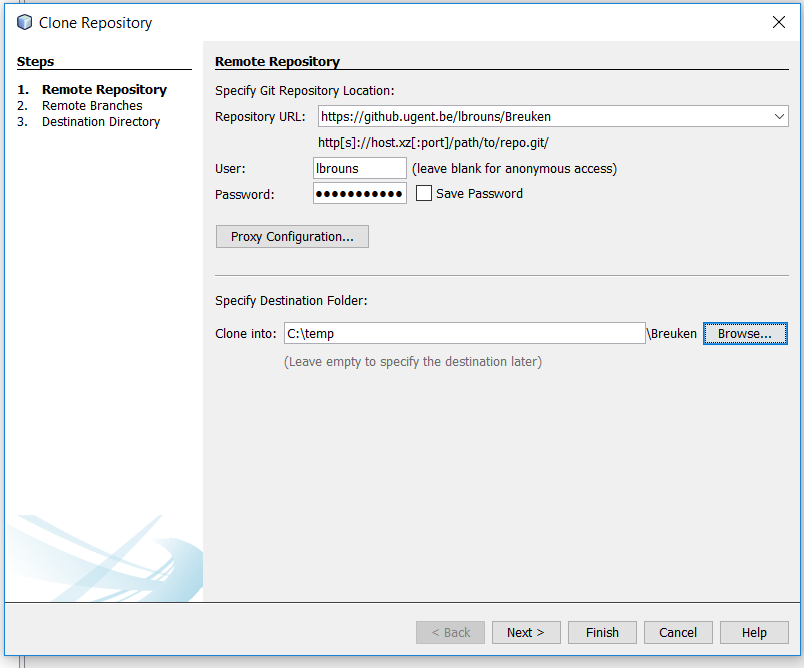 Clone Repository
Steps
1. Remote Repository
2. Remote Branches
3. Destination Directory
Remote Repository
Specify Git Repository Location:
Repository URL: https://github.ugent.be/lbrouns/Breuken
http[s]://host.xz[:port]/path/to/repo.git/
User: lbrouns (leave blank for anonymous access)
Password: ●●●●●●●●●●● Save Password
Proxy Configuration...
Specify Destination Folder:
Clone into: C:\temp \Breuken Browse...
(Leave empty to specify the destination later)
< Back Next > Finish Cancel Help